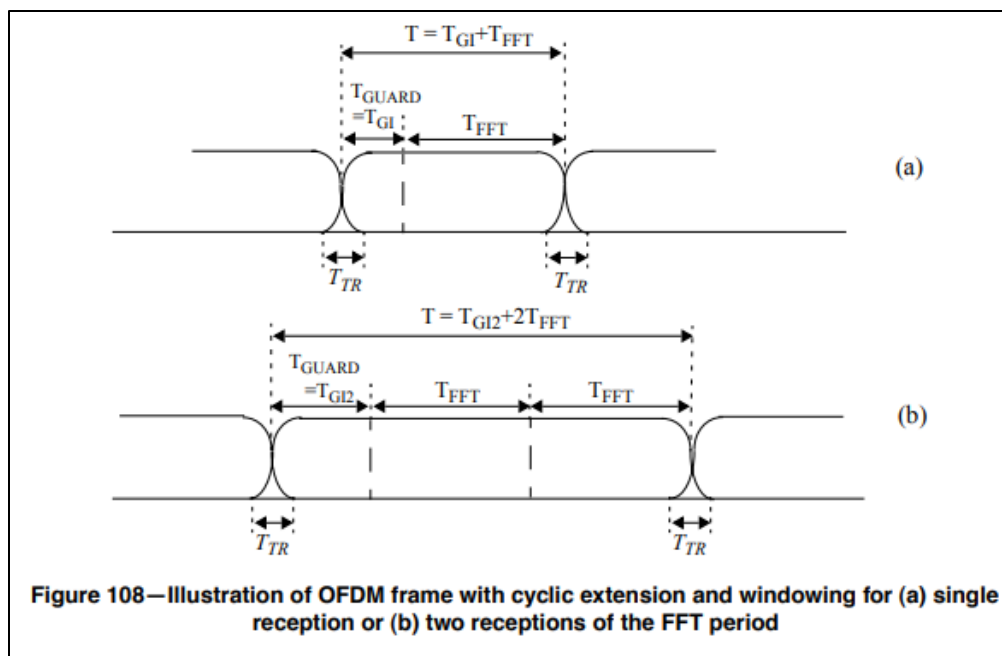 T = TGI+TFFT
TGUARD
=TGI
TFFT
(a)
TTR
TTR
T = TGI2+2TFFT
TGUARD
=TGI2
TFFT
TFFT
(b)
TTR
TTR
Figure 108—Illustration of OFDM frame with cyclic extension and windowing for (a) single
reception or (b) two receptions of the FFT period